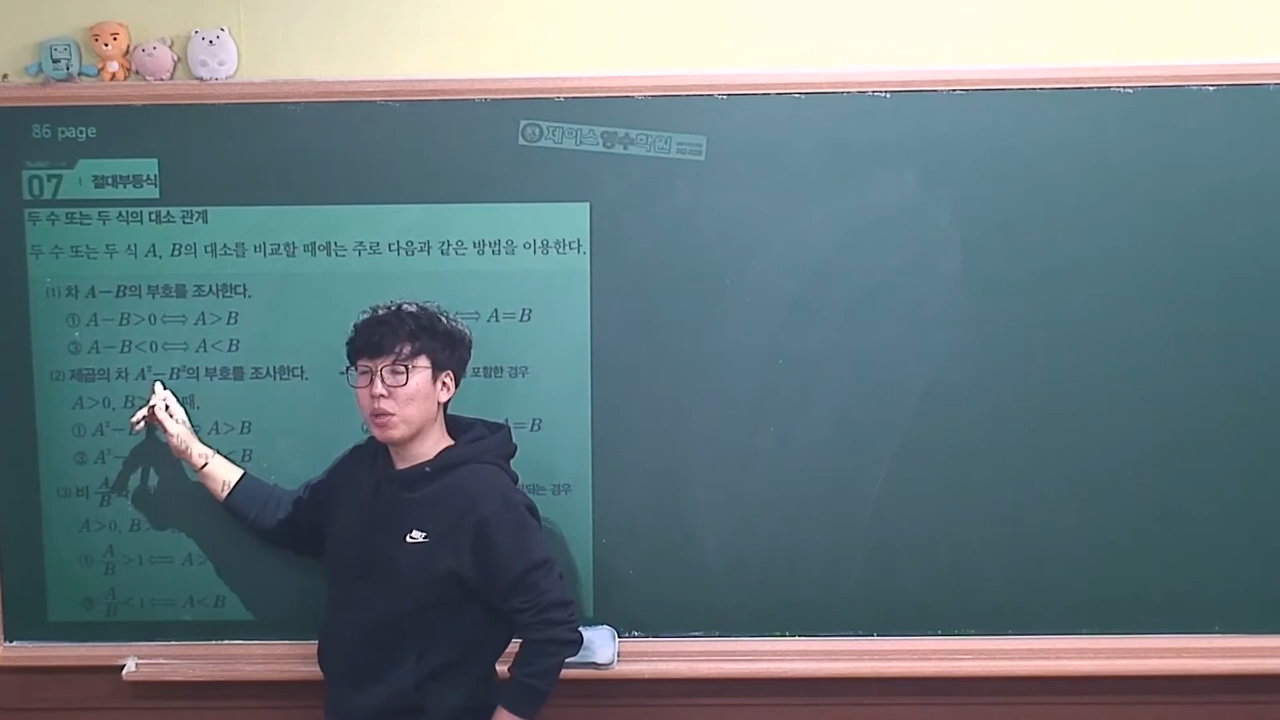 86 page
제이스영수학원
07 절대부등식
두 수 또는 두 식의 대소 관계
두 수 또는 두 식 A, B의 대소를 비교할 때에는 주로 다음과 같은 방법을 이용한다.
(1) 차 A-B의 부호를 조사한다.
① A-B>0⟺A>B ⟺ A=B
③ A-B<0⟺A<B
(2) 제곱의 차 A²-B²의 부호를 조사한다. 포함한 경우
A>0, B> 때,
① A²-B A>B A=B
③ A²- <B
(3) 비 A/B 되는 경우
A>0, B>
① A/B>1⟺A>
③ A/B<1⟺A<B
NIKE